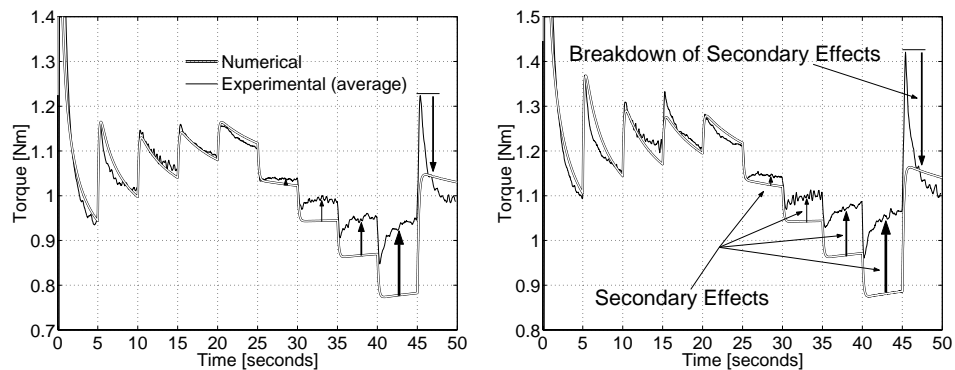 1.4
1.3
1.2
1.1
1
0.9
0.8
0.7
Torque [Nm]
Numerical
Experimental (average)
0 5 10 15 20 25 30 35 40 45 50
Time [seconds]
1.5
1.4
1.3
1.2
1.1
1
0.9
0.8
Torque [Nm]
Breakdown of Secondary Effects
Secondary Effects
0 5 10 15 20 25 30 35 40 45 50
Time [seconds]